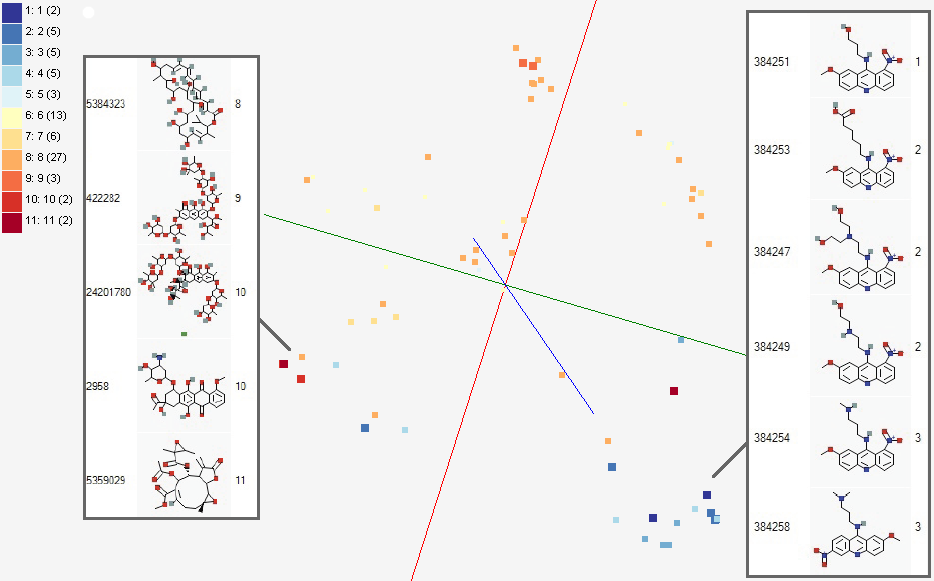 1: 1 (2)
2: 2 (5)
3: 3 (5)
4: 4 (5)
5: 5 (3)
6: 6 (13)
7: 7 (6)
8: 8 (27)
9: 9 (3)
10: 10 (2)
11: 11 (2)
5384323 8
422282 9
24201780 10
2958 10
5359029 11
384251 1
384253 2
384247 2
384249 2
384254 3
384258 3